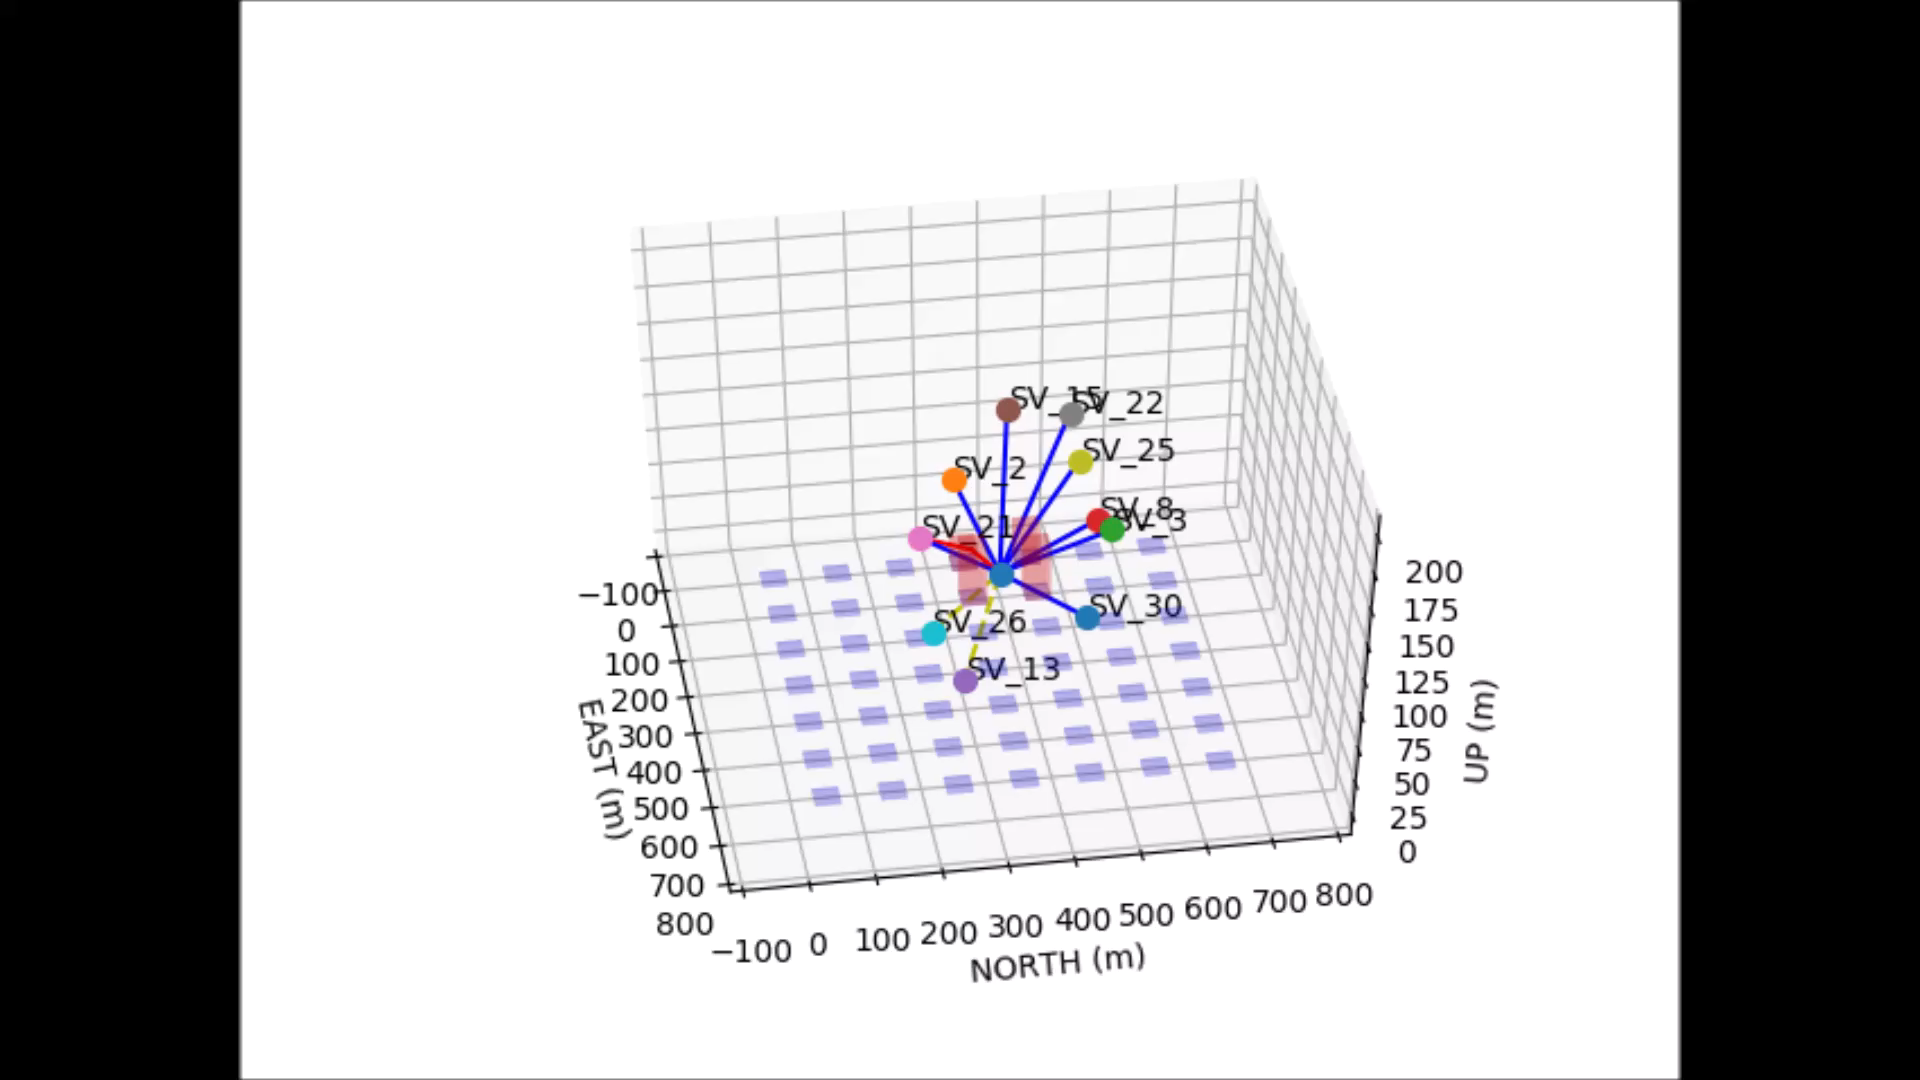 SV_15
SV_22
SV_25
SV_2
SV_8
SV_3
SV_21
SV_30
SV_26
SV_13
−100
0
100
200
300
400
500
600
700
800
EAST (m)
−100 0 100 200 300 400 500 600 700 800
NORTH (m)
200
175
150
125
100
75
50
25
0
UP (m)